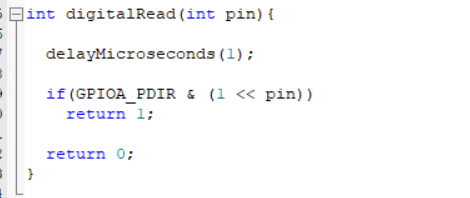 int digitalRead(int pin){
delayMicroseconds(1);
if(GPIOA_PDIR & (1 << pin))
return 1;
return 0;
}